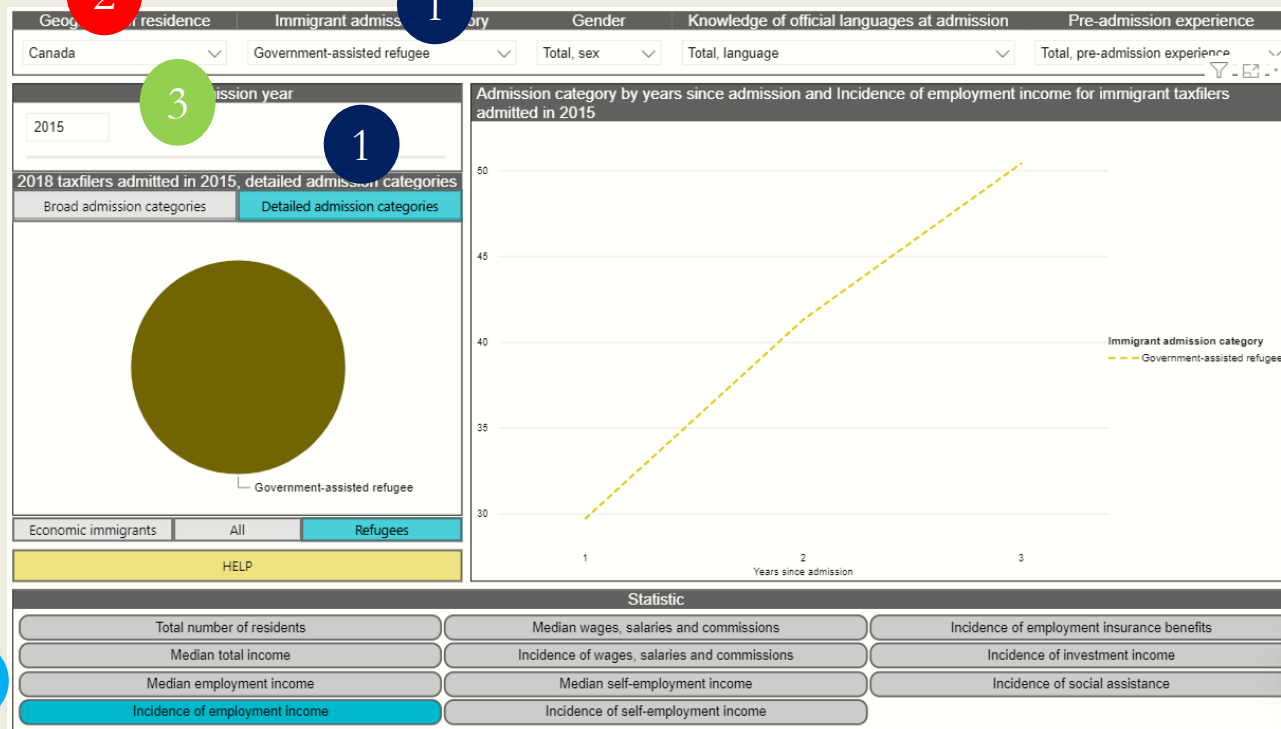 2
1
Geog residence
Immigrant admiss ory
Gender
Knowledge of official languages at admission
Pre-admission experience
Canada
Government-assisted refugee
Total, sex
Total, language
Total, pre-admission experience
3
ission year
2015
1
2018 taxfilers admitted in 2015, detailed admission categories
Broad admission categories
Detailed admission categories
Government-assisted refugee
Economic immigrants
All
Refugees
HELP
Admission category by years since admission and Incidence of employment income for immigrant taxfilers
admitted in 2015
50
45
40
35
30
1
2
3
Years since admission
Immigrant admission category
Government-assisted refugee
Statistic
Total number of residents
Median wages, salaries and commissions
Incidence of employment insurance benefits
Median total income
Incidence of wages, salaries and commissions
Incidence of investment income
Median employment income
Median self-employment income
Incidence of social assistance
Incidence of employment income
Incidence of self-employment income